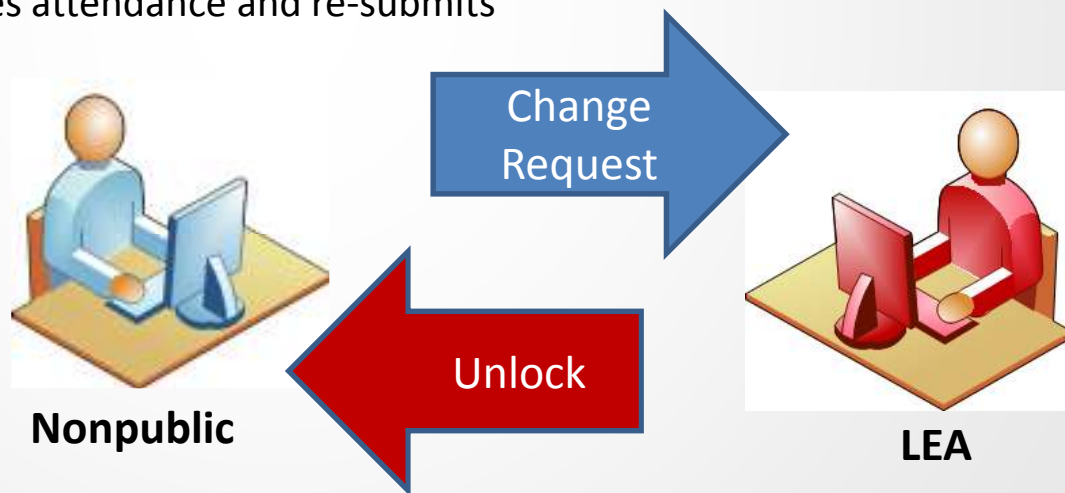 attendance and re-submits
Change
Request
Unlock
Nonpublic
LEA